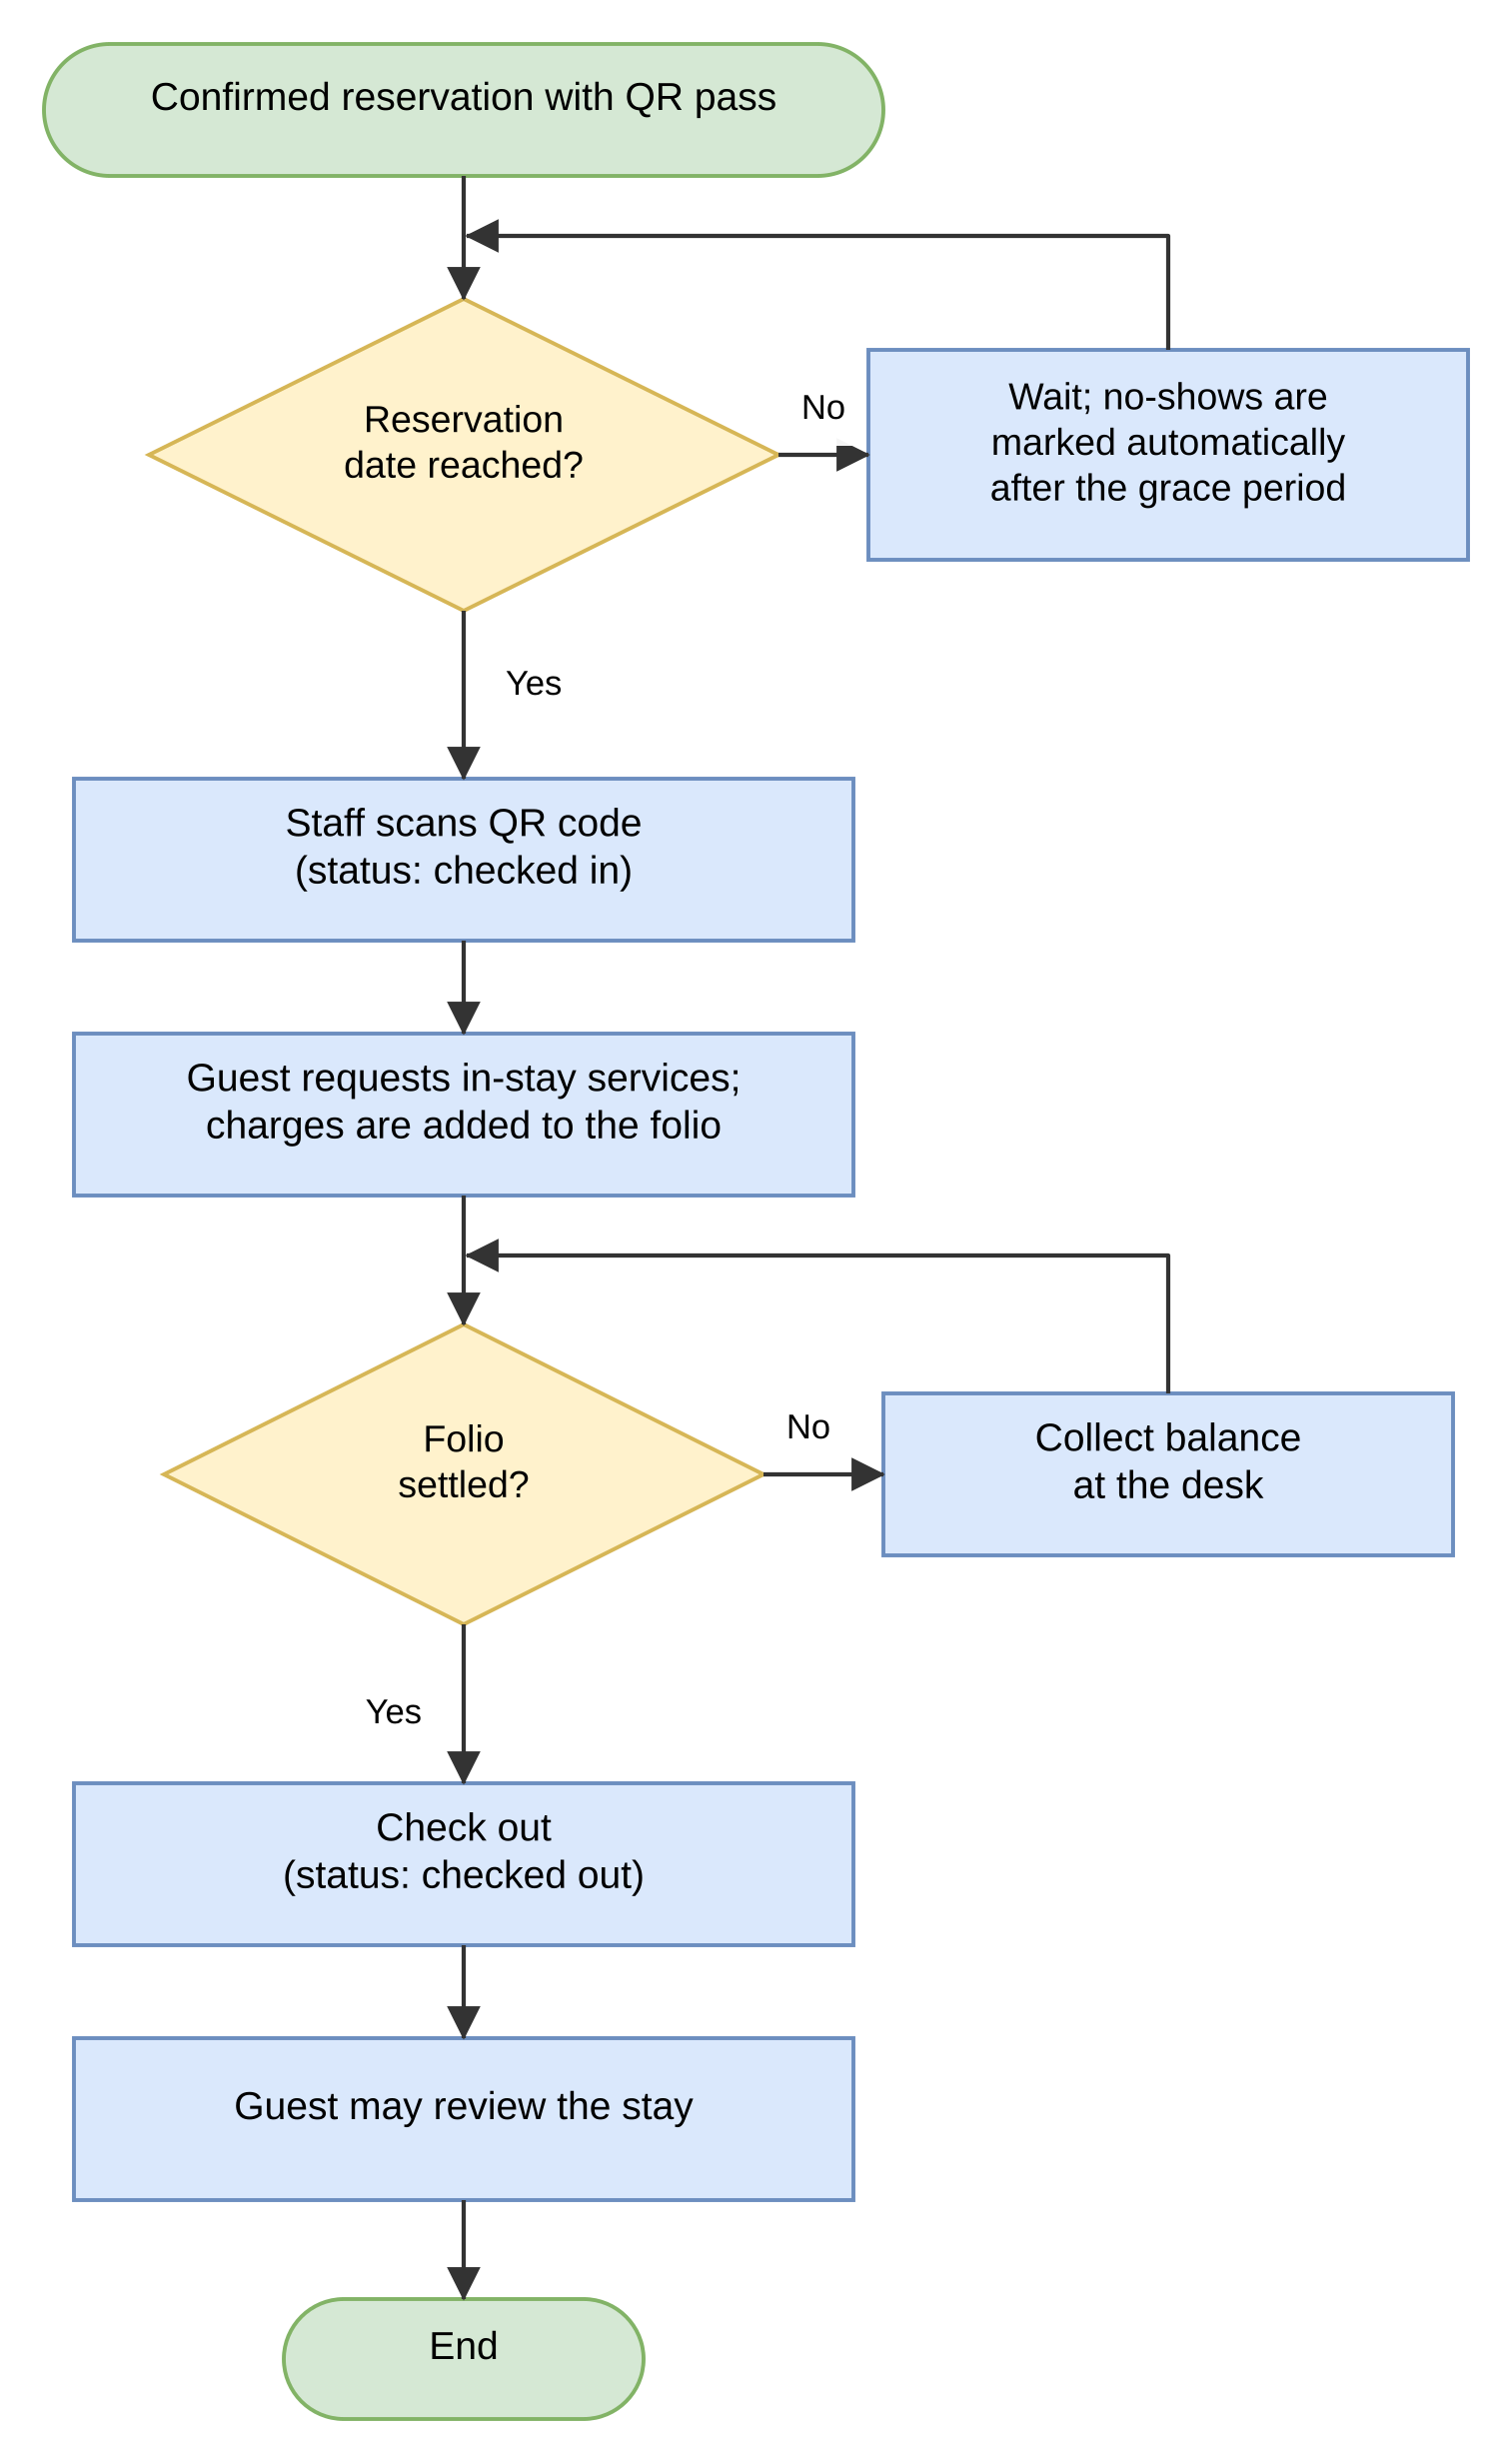 Confirmed reservation with QR pass
Reservation
date reached?
No
Wait; no-shows are
marked automatically
after the grace period
Yes
Staff scans QR code
(status: checked in)
Guest requests in-stay services;
charges are added to the folio
Folio
settled?
No
Collect balance
at the desk
Yes
Check out
(status: checked out)
Guest may review the stay
End